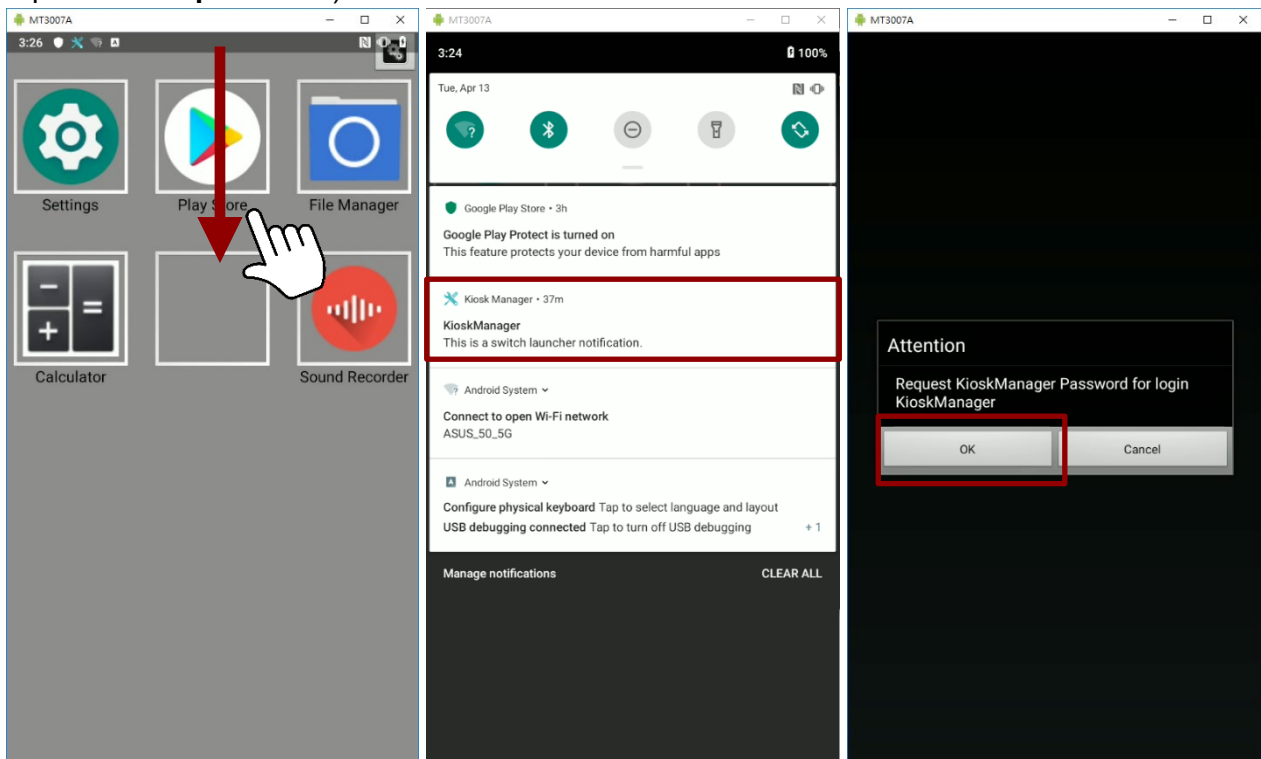 MT3007A
3:26
Settings
Play Store
File Manager
Calculator
Sound Recorder
MT3007A
3:24
100%
Tue, Apr 13
Google Play Store • 3h
Google Play Protect is turned on
This feature protects your device from harmful apps
Kiosk Manager • 37m
KioskManager
This is a switch launcher notification.
Android System
Connect to open Wi-Fi network
ASUS_50_5G
Android System
Configure physical keyboard Tap to select language and layout
USB debugging connected Tap to turn off USB debugging + 1
Manage notifications
CLEAR ALL
MT3007A
Attention
Request KioskManager Password for login
KioskManager
OK
Cancel